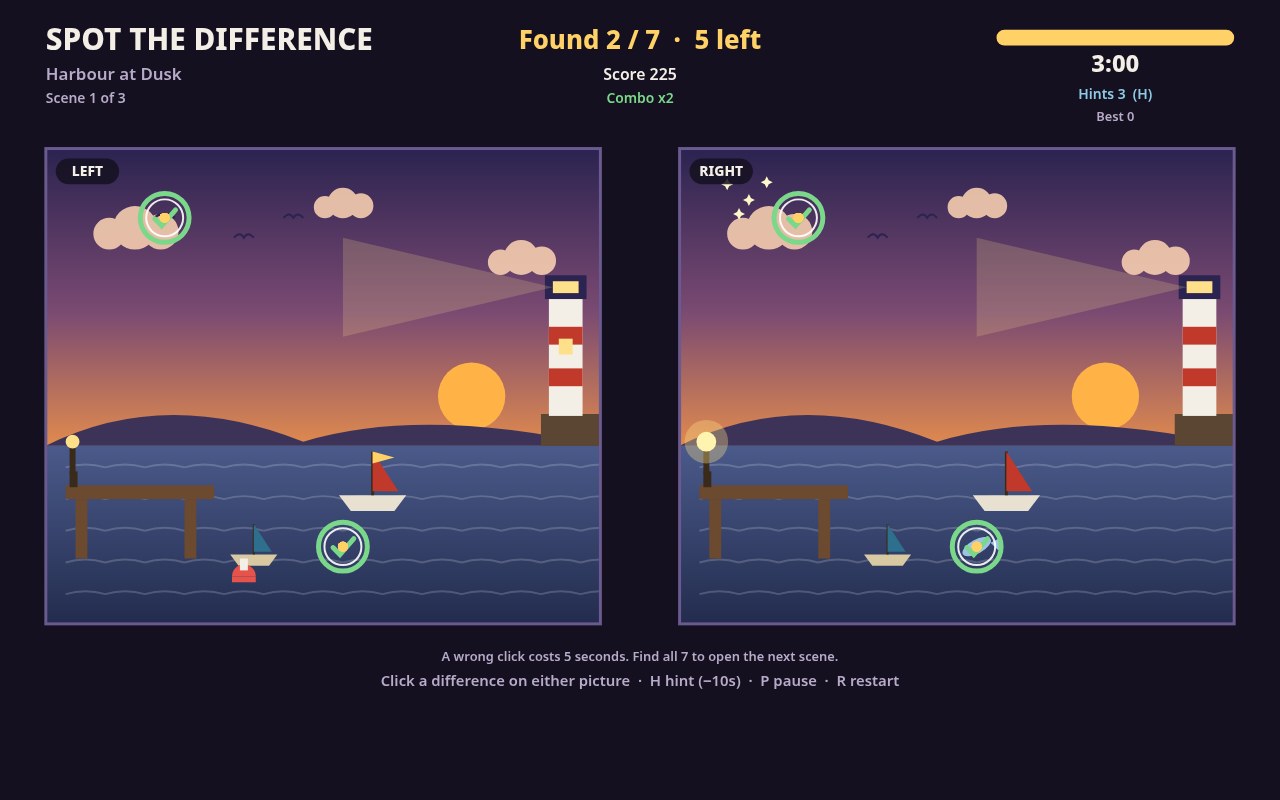 SPOT THE DIFFERENCE
Harbour at Dusk
Scene 1 of 3
Found 2 / 7 · 5 left
Score 225
Combo x2
3:00
Hints 3 (H)
Best 0
LEFT
RIGHT
A wrong click costs 5 seconds. Find all 7 to open the next scene.
Click a difference on either picture · H hint (−10s) · P pause · R restart